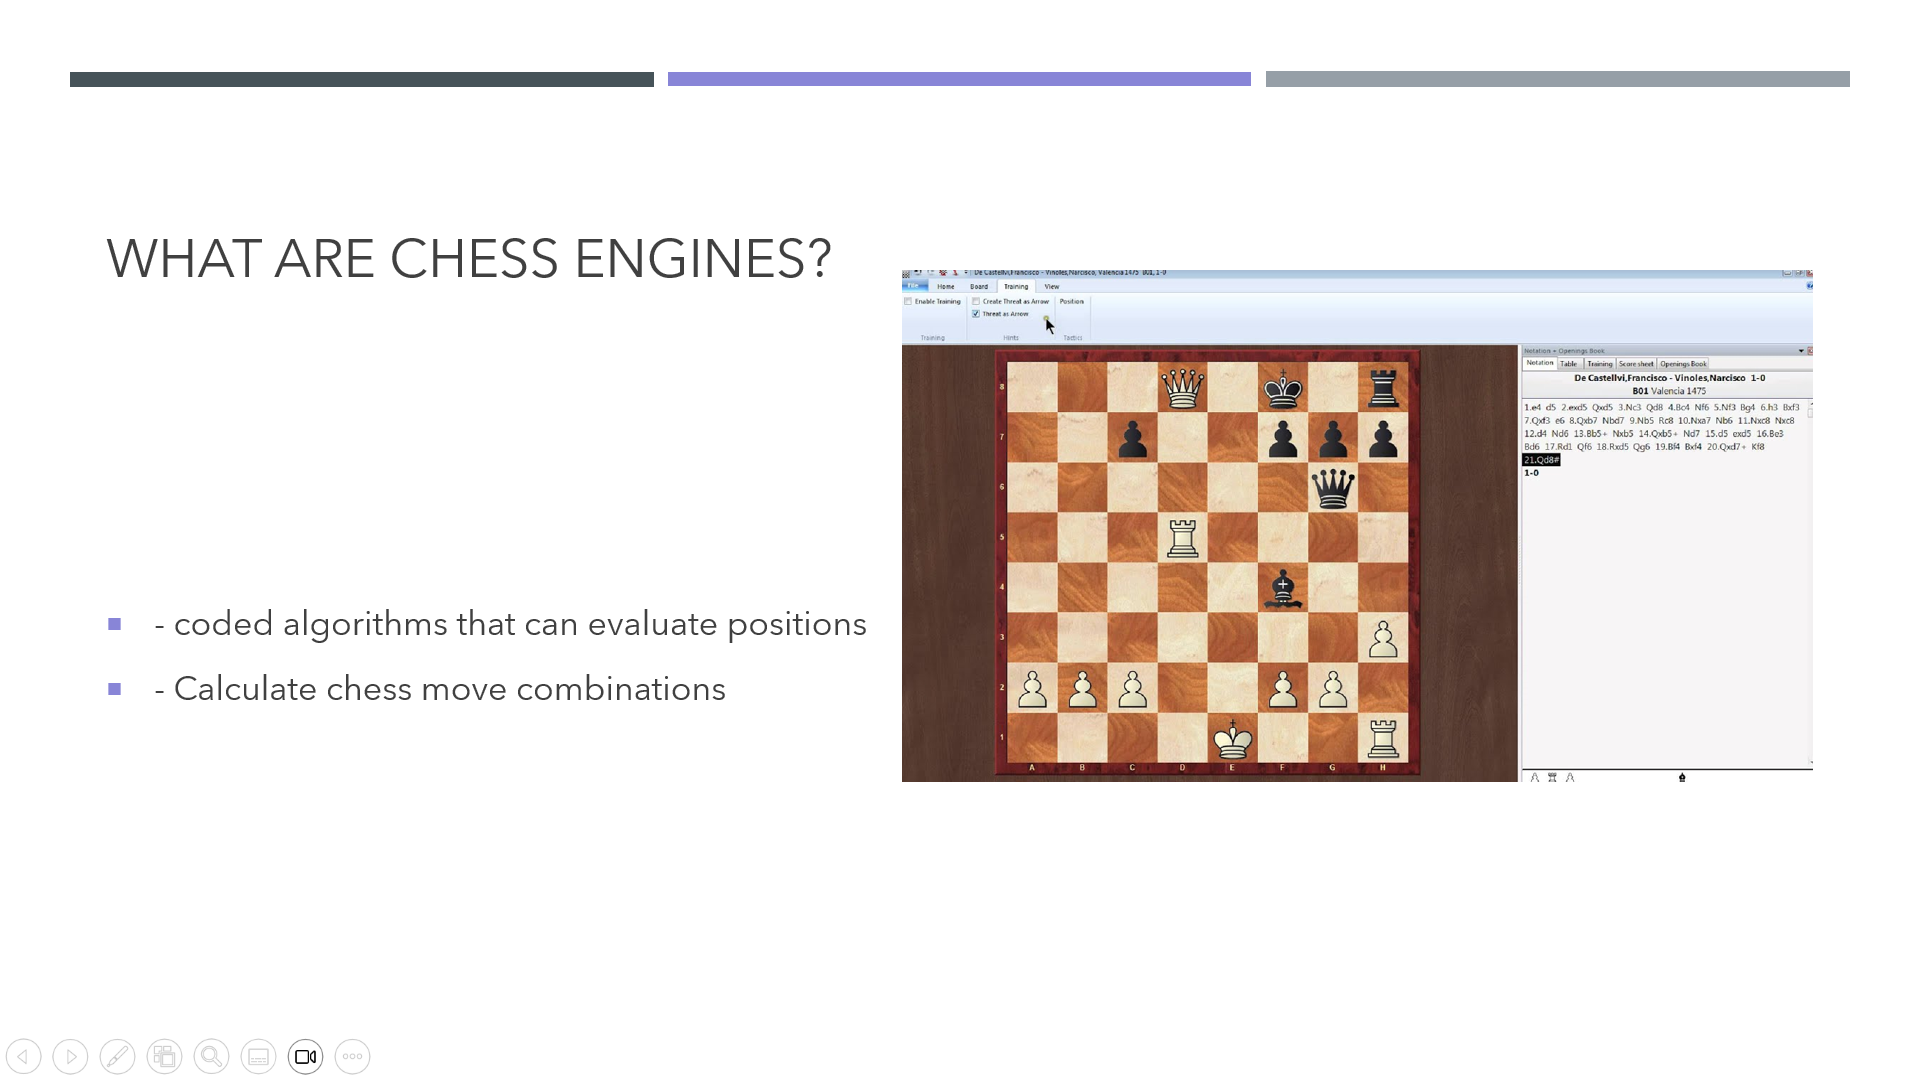 WHAT ARE CHESS ENGINES?
- coded algorithms that can evaluate positions
- Calculate chess move combinations
De Castellvi,Francisco - Vinoles,Narcisco, Valencia 1475 B01, 1-0
File Home Board Training View
Enable Training Create Threat as Arrow Position
Threat as Arrow
Training Hints Tactics
Notation + Openings Book
Notation Table Training Score sheet Openings Book
De Castellvi,Francisco - Vinoles,Narcisco 1-0
B01 Valencia 1475
1.e4 d5 2.exd5 Qxd5 3.Nc3 Qd8 4.Bc4 Nf6 5.Nf3 Bg4 6.h3 Bxf3
7.Qxf3 e6 8.Qxb7 Nbd7 9.Nb5 Rc8 10.Nxa7 Nb6 11.Nxc8 Nxc8
12.d4 Nd6 13.Bb5+ Nxb5 14.Qxb5+ Nd7 15.d5 exd5 16.Be3
Bd6 17.Rd1 Qf6 18.Rxd5 Qg6 19.Bf4 Bxf4 20.Qxd7+ Kf8
21.Qd8#
1-0
8
7
6
5
4
3
2
1
A B C D E F G H